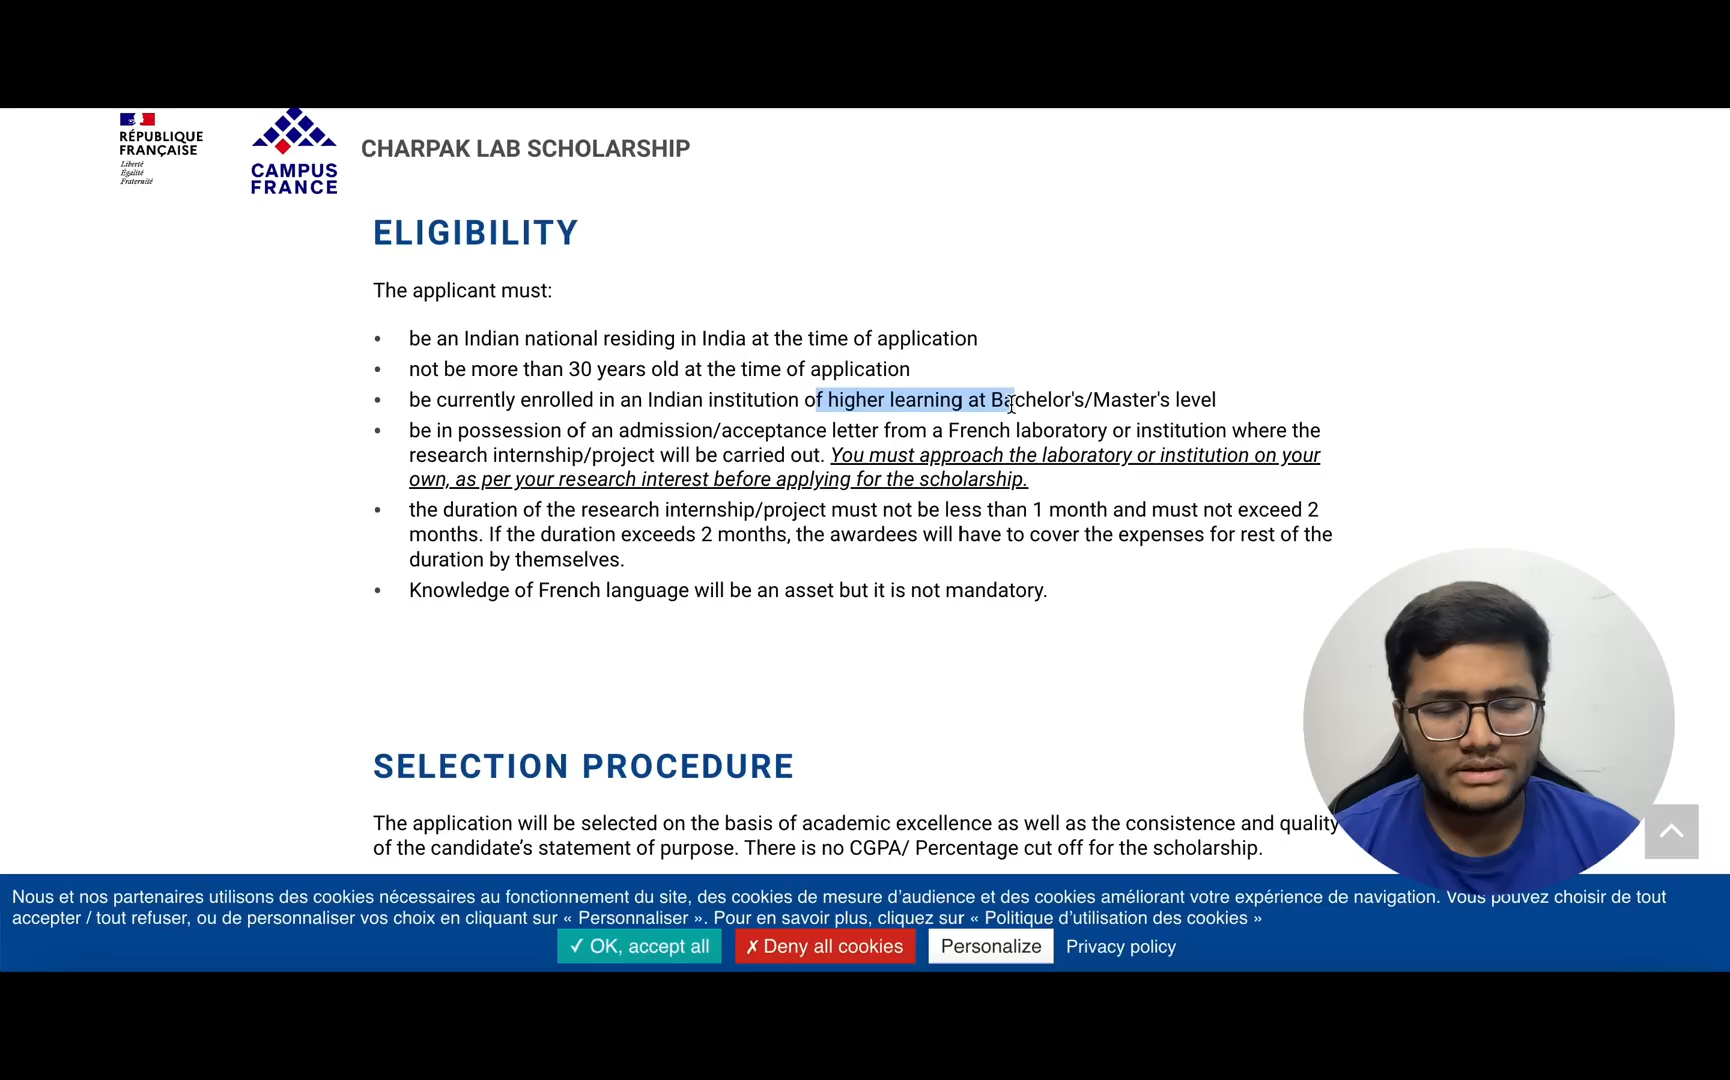 RÉPUBLIQUE
FRANÇAISE
Liberté
Égalité
Fraternité
CAMPUS
FRANCE
CHARPAK LAB SCHOLARSHIP
ELIGIBILITY
The applicant must:
• be an Indian national residing in India at the time of application
• not be more than 30 years old at the time of application
• be currently enrolled in an Indian institution of higher learning at Bachelor's/Master's level
• be in possession of an admission/acceptance letter from a French laboratory or institution where the
research internship/project will be carried out. You must approach the laboratory or institution on your
own, as per your research interest before applying for the scholarship.
• the duration of the research internship/project must not be less than 1 month and must not exceed 2
months. If the duration exceeds 2 months, the awardees will have to cover the expenses for rest of the
duration by themselves.
• Knowledge of French language will be an asset but it is not mandatory.
SELECTION PROCEDURE
The application will be selected on the basis of academic excellence as well as the consistence and quality
of the candidate’s statement of purpose. There is no CGPA/ Percentage cut off for the scholarship.
Nous et nos partenaires utilisons des cookies nécessaires au fonctionnement du site, des cookies de mesure d’audience et des cookies améliorant votre expérience de navigation. Vous pouvez choisir de tout
accepter / tout refuser, ou de personnaliser vos choix en cliquant sur « Personnaliser ». Pour en savoir plus, cliquez sur « Politique d’utilisation des cookies »
✓ OK, accept all
✗ Deny all cookies
Personalize
Privacy policy